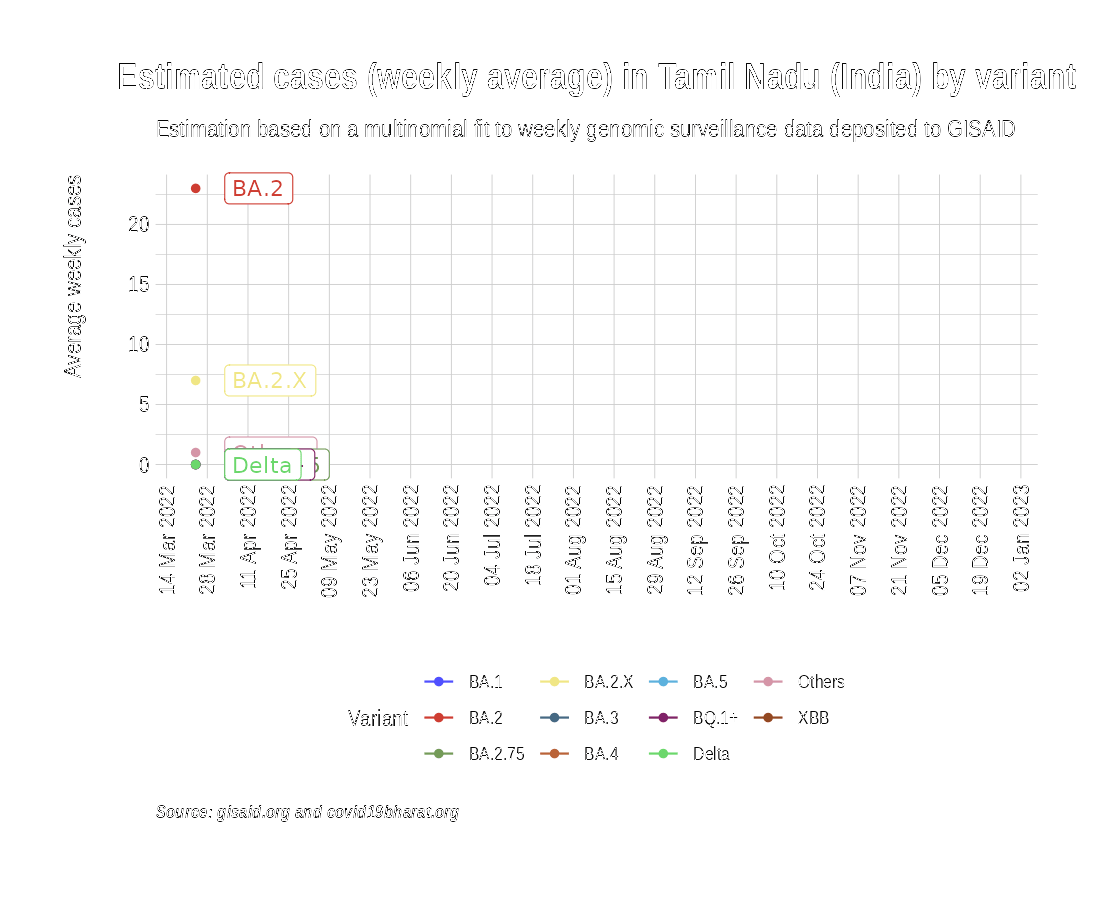 Estimated cases (weekly average) in Tamil Nadu (India) by variant
Estimation based on a multinomial fit to weekly genomic surveillance data deposited to GISAID
Average weekly cases
20
15
10
5
0
BA.2
BA.2.X
Delta
14 Mar 2022
28 Mar 2022
11 Apr 2022
25 Apr 2022
09 May 2022
23 May 2022
06 Jun 2022
20 Jun 2022
04 Jul 2022
18 Jul 2022
01 Aug 2022
15 Aug 2022
29 Aug 2022
12 Sep 2022
26 Sep 2022
10 Oct 2022
24 Oct 2022
07 Nov 2022
21 Nov 2022
05 Dec 2022
19 Dec 2022
02 Jan 2023
Variant
BA.1
BA.2
BA.2.75
BA.2.X
BA.3
BA.4
BA.5
BQ.1+
Delta
Others
XBB
Source: gisaid.org and covid19bharat.org